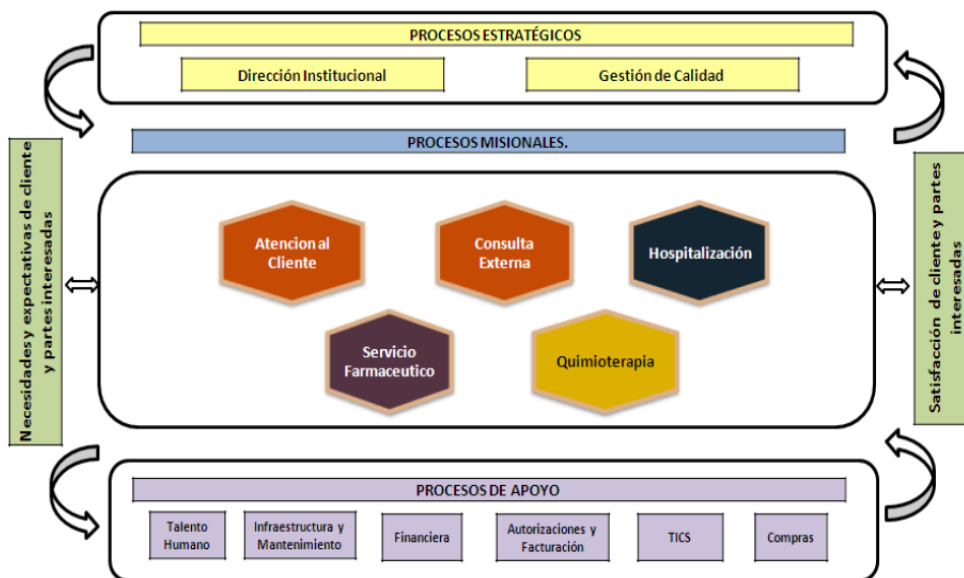 PROCESOS ESTRATÉGICOS
Dirección Institucional
Gestión de Calidad
PROCESOS MISIONALES.
Necesidades y expectativas de cliente
y partes interesadas
Atencion al
Cliente
Consulta
Externa
Hospitalización
Servicio
Farmaceutico
Quimioterapia
Satisfacción de cliente y partes
interesadas
PROCESOS DE APOYO
Talento
Humano
Infraestructura y
Mantenimiento
Financiera
Autorizaciones y
Facturación
TICS
Compras